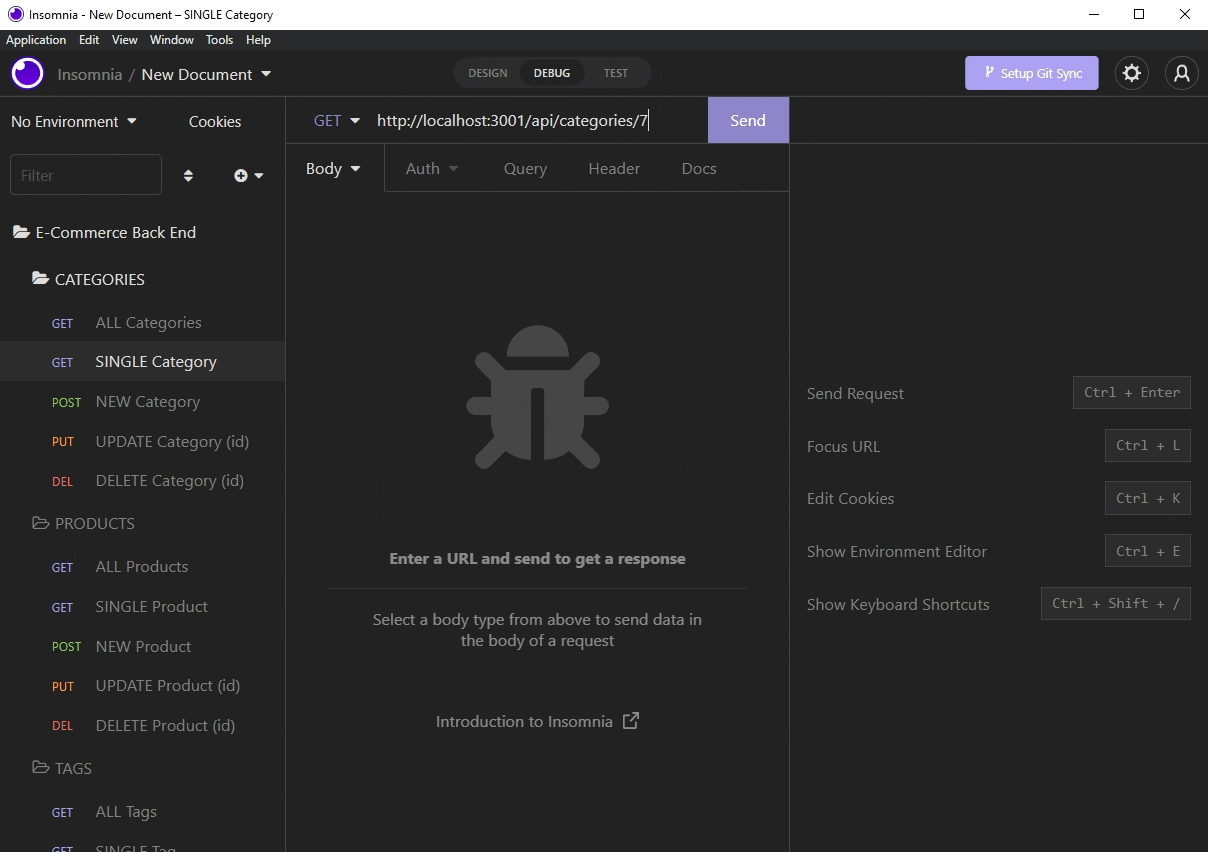 Insomnia - New Document – SINGLE Category
Application Edit View Window Tools Help
Insomnia / New Document
DESIGN DEBUG TEST
Setup Git Sync
No Environment
Cookies
GET http://localhost:3001/api/categories/7
Send
Filter
Body Auth Query Header Docs
E-Commerce Back End
CATEGORIES
GET ALL Categories
GET SINGLE Category
POST NEW Category
PUT UPDATE Category (id)
DEL DELETE Category (id)
PRODUCTS
GET ALL Products
GET SINGLE Product
POST NEW Product
PUT UPDATE Product (id)
DEL DELETE Product (id)
TAGS
GET ALL Tags
GET SINGLE Tag
Enter a URL and send to get a response
Select a body type from above to send data in
the body of a request
Introduction to Insomnia
Send Request Ctrl + Enter
Focus URL Ctrl + L
Edit Cookies Ctrl + K
Show Environment Editor Ctrl + E
Show Keyboard Shortcuts Ctrl + Shift + /